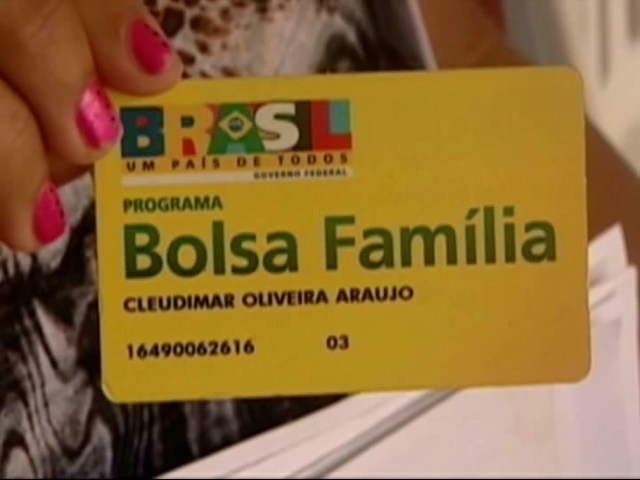 BRASIL
UM PAÍS DE TODOS
GOVERNO FEDERAL
PROGRAMA
Bolsa Família
CLEUDIMAR OLIVEIRA ARAUJO
16490062616 03